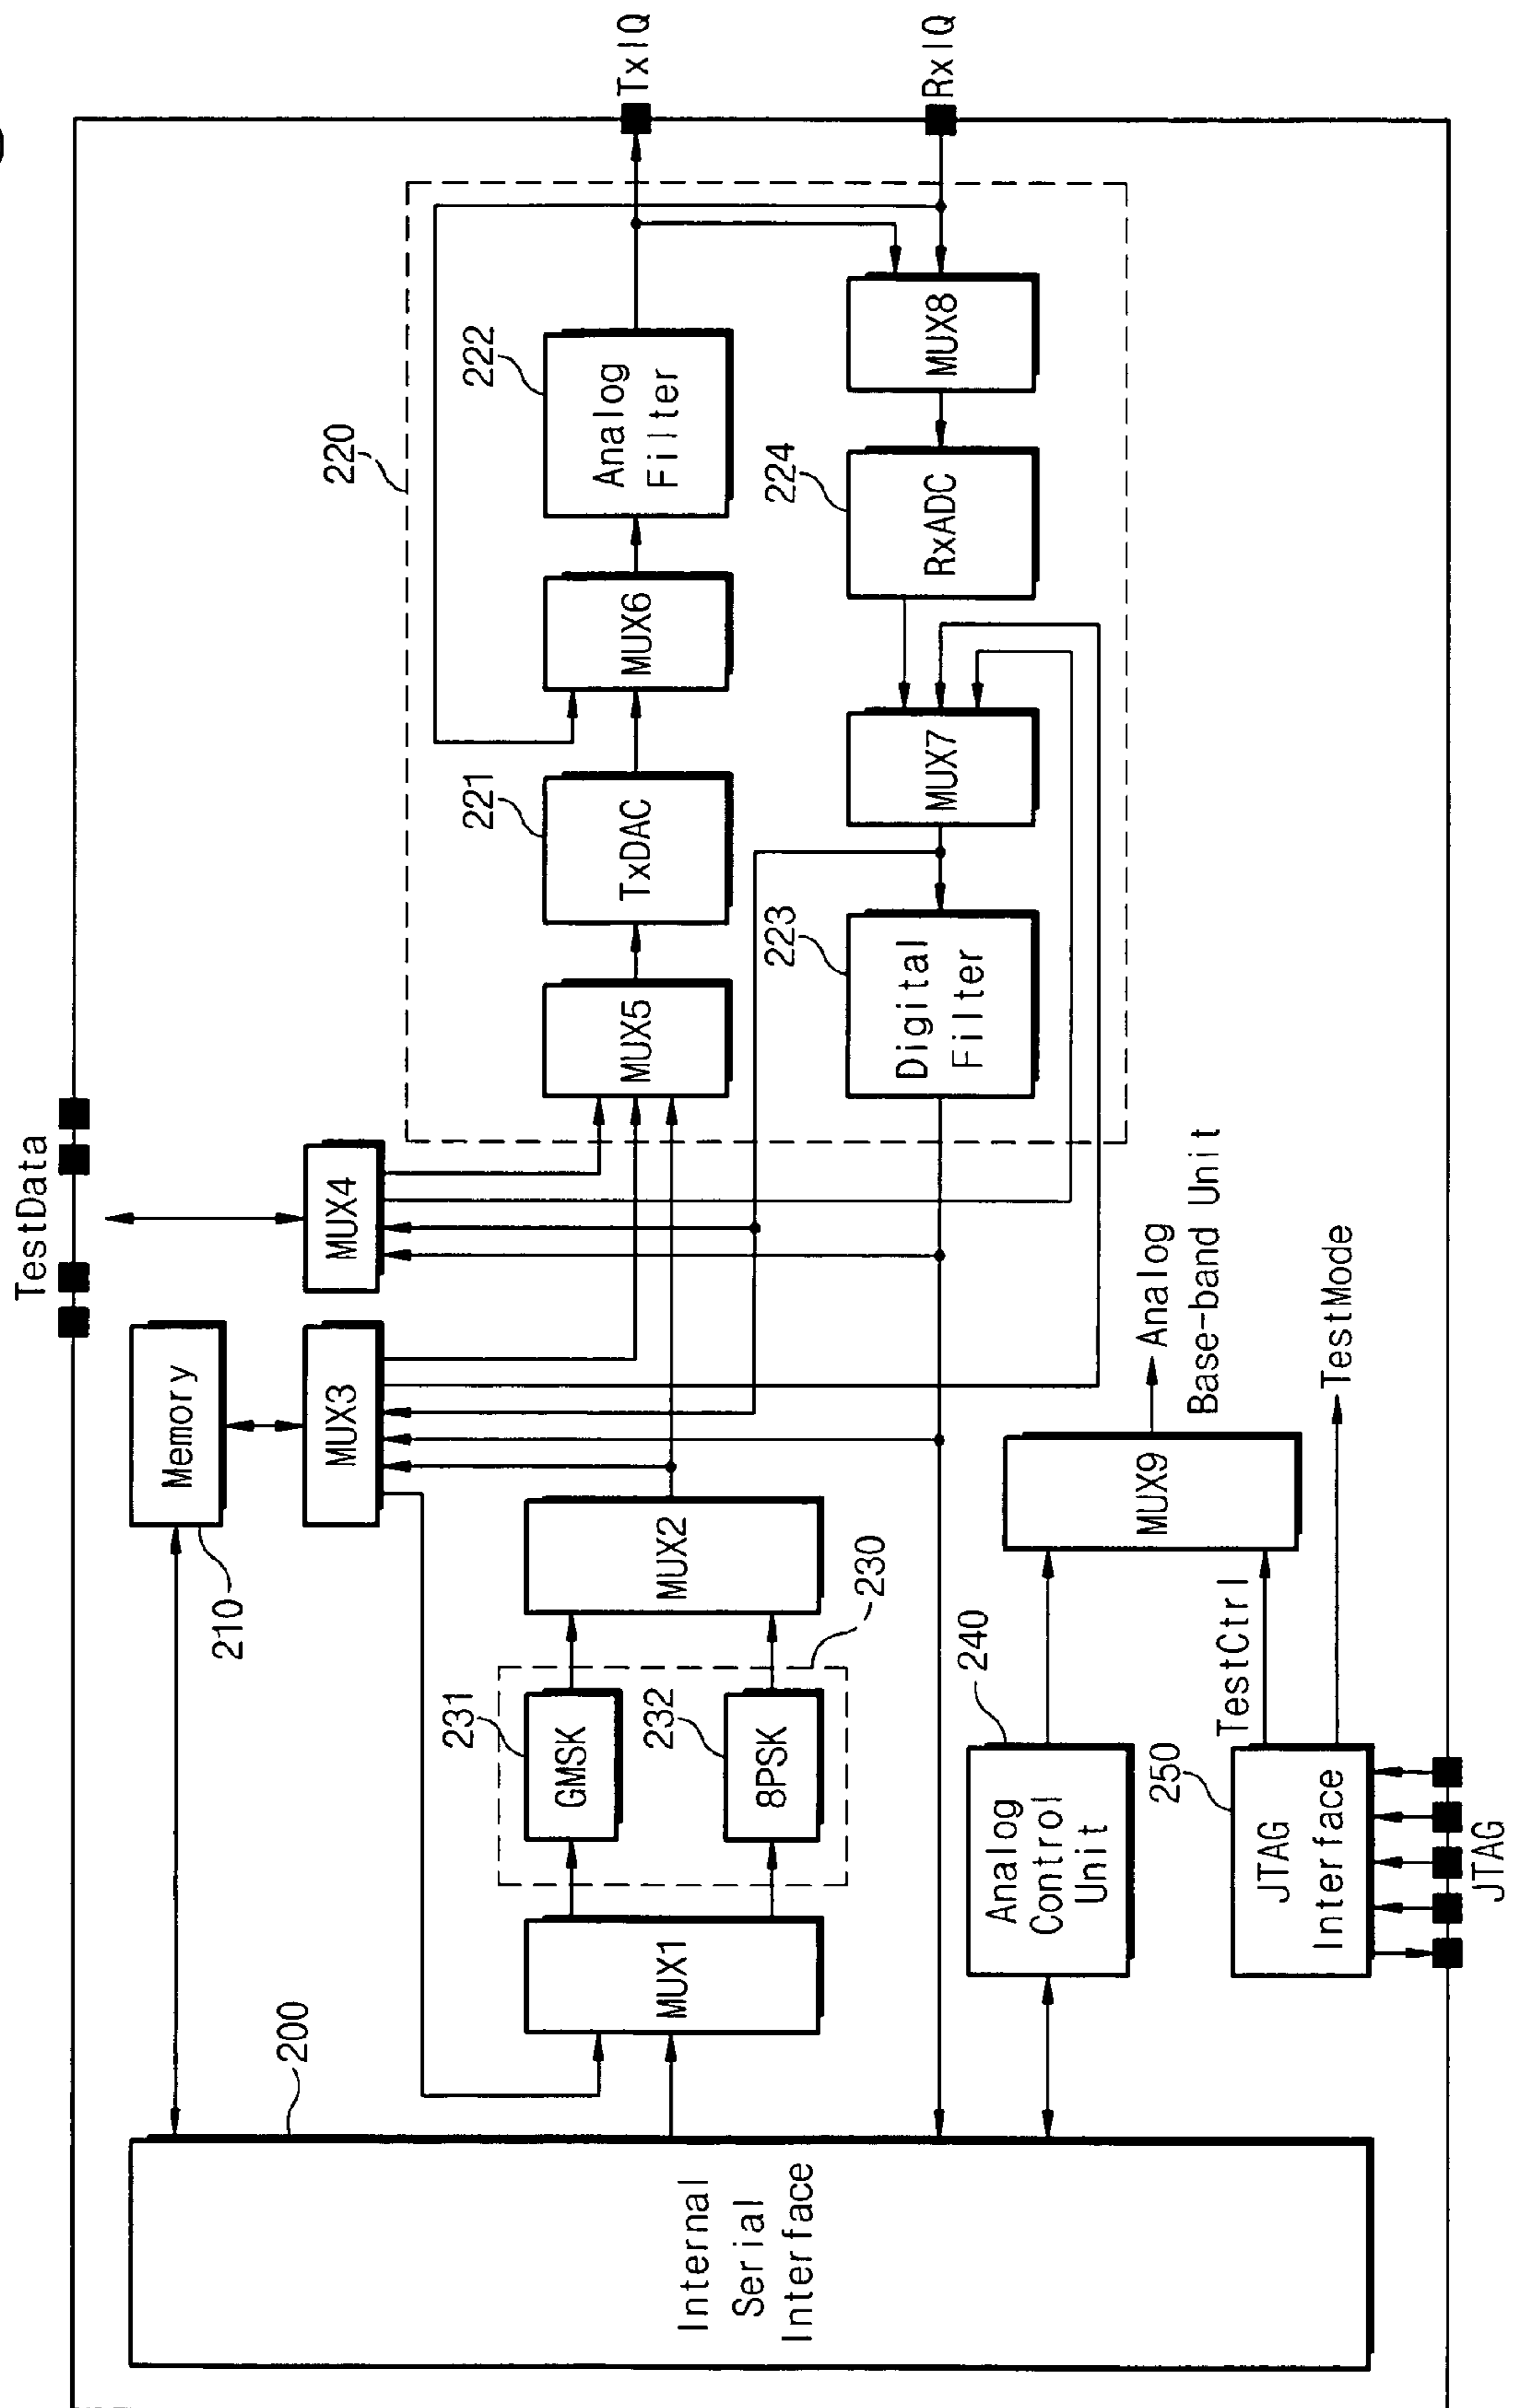 TestData
TxIQ
RxIQ
220
222
Analog
Filter
MUX6
221
TxDAC
MUX5
MUX8
224
RxADC
MUX7
223
Digital
Filter
MUX4
Memory
210
MUX3
MUX2
230
231
GMSK
232
8PSK
MUX1
200
Internal
Serial
Interface
MUX9
Analog
Base-band Unit
TestMode
TestCtrl
240
Analog
Control
Unit
250
JTAG
Interface
JTAG